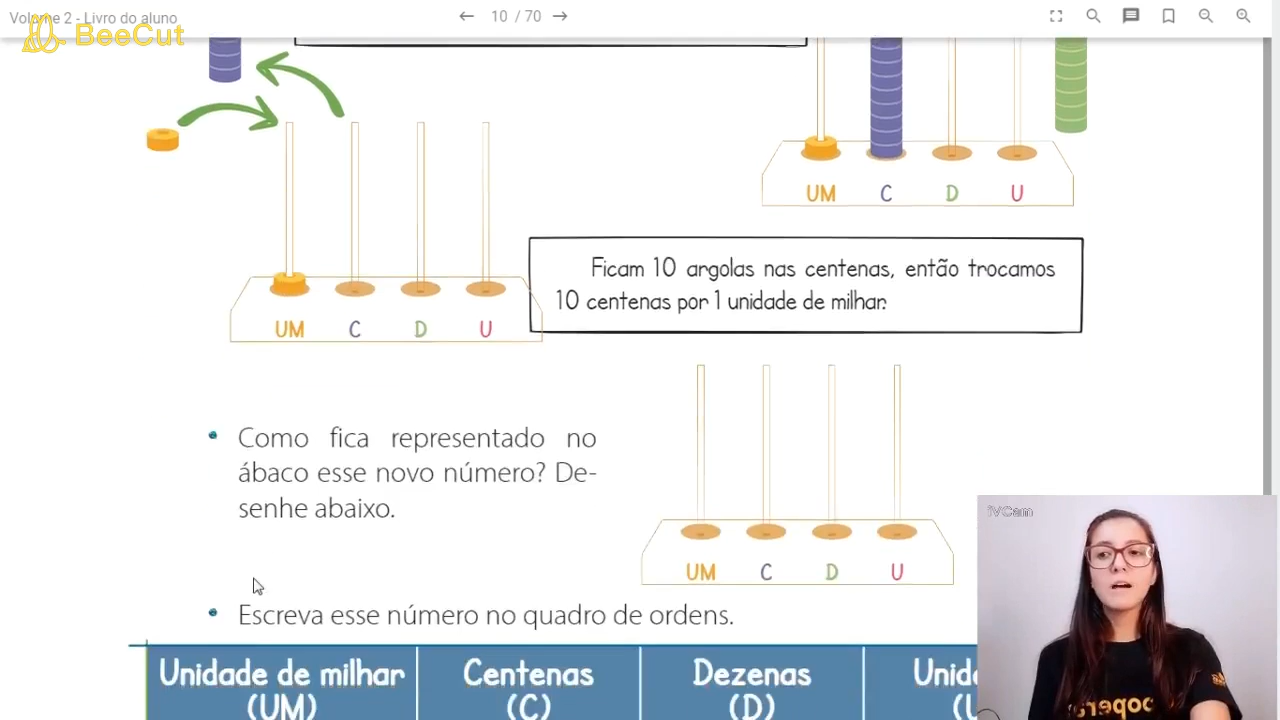 Volume 2 - Livro do aluno
10 / 70
BeeCut
UM C D U
Ficam 10 argolas nas centenas, então trocamos
10 centenas por 1 unidade de milhar.
UM C D U
• Como fica representado no
ábaco esse novo número? De-
senhe abaixo.
iVCam
UM C D U
• Escreva esse número no quadro de ordens.
Unidade de milhar
(UM)
Centenas
(C)
Dezenas
(D)